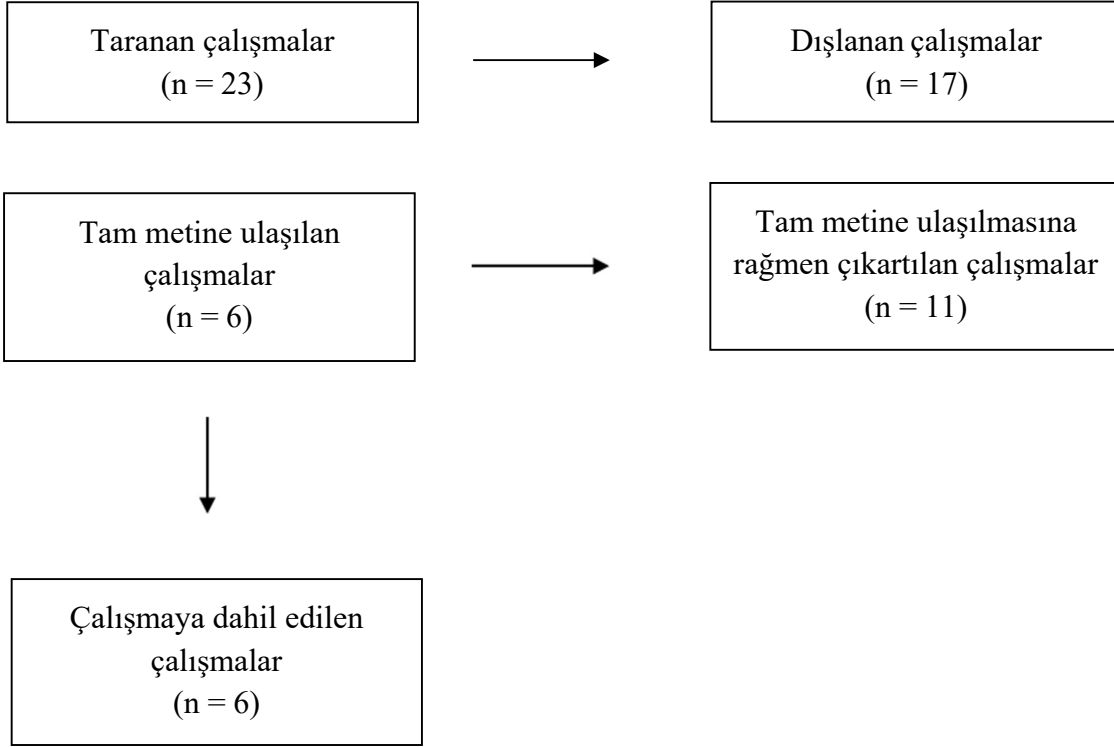 Taranan çalışmalar
(n = 23)
Dışlanan çalışmalar
(n = 17)
Tam metine ulaşılan
çalışmalar
(n = 6)
Tam metine ulaşılmasına
rağmen çıkartılan çalışmalar
(n = 11)
Çalışmaya dahil edilen
çalışmalar
(n = 6)